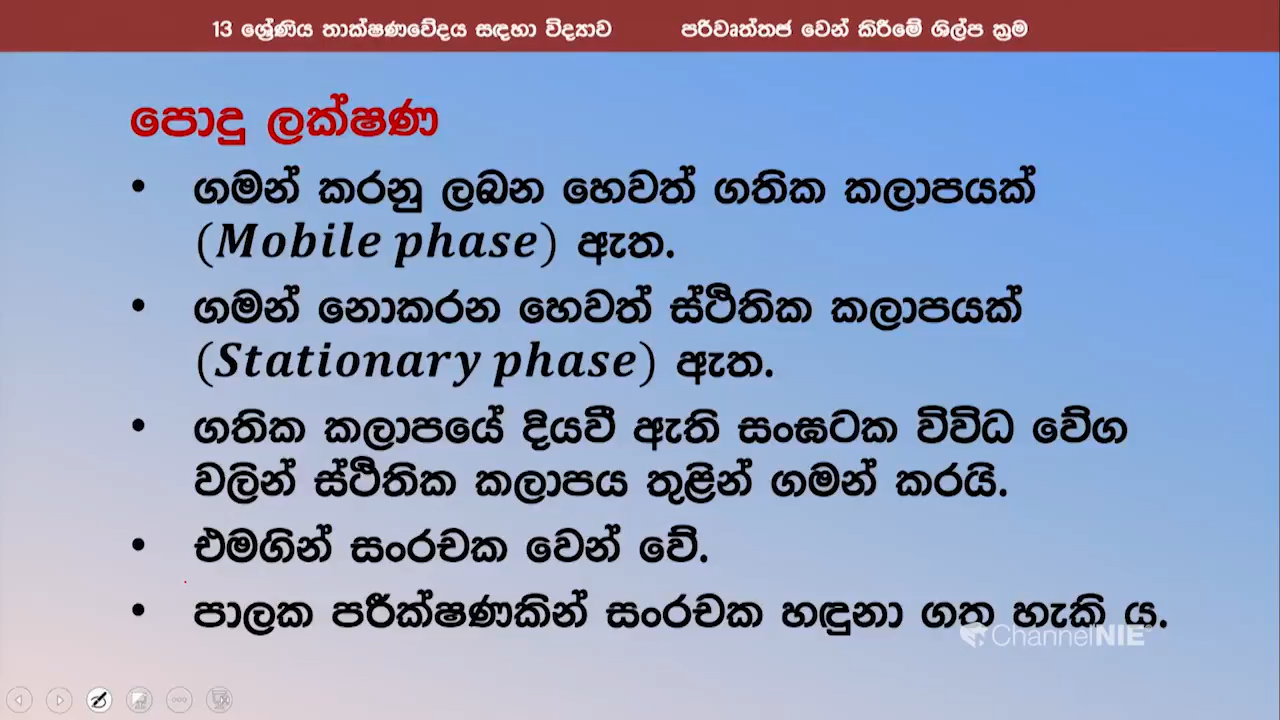 13 ශ්‍රේණිය තාක්ෂණවේදය සඳහා විද්‍යාව පරිවෘත්තජ වෙන් කිරීමේ ශිල්ප ක්‍රම
පොදු ලක්ෂණ
• ගමන් කරනු ලබන හෙවත් ගතික කලාපයක්
(Mobile phase) ඇත.
• ගමන් නොකරන හෙවත් ස්ථිතික කලාපයක්
(Stationary phase) ඇත.
• ගතික කලාපයේ දියවී ඇති සංඝටක විවිධ වේග
වලින් ස්ථිතික කලාපය තුළින් ගමන් කරයි.
• එමගින් සංරචක වෙන් වේ.
• පාලක පරීක්ෂණකින් සංරචක හඳුනා ගත හැකි ය.
ChannelNIE